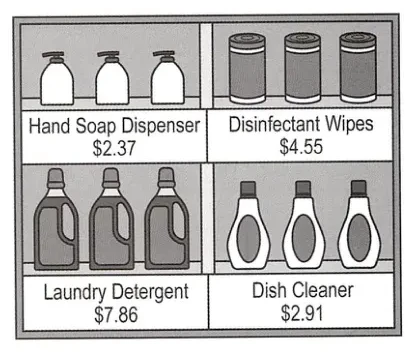 Hand Soap Dispenser
$2.37
Disinfectant Wipes
$4.55
Laundry Detergent
$7.86
Dish Cleaner
$2.91